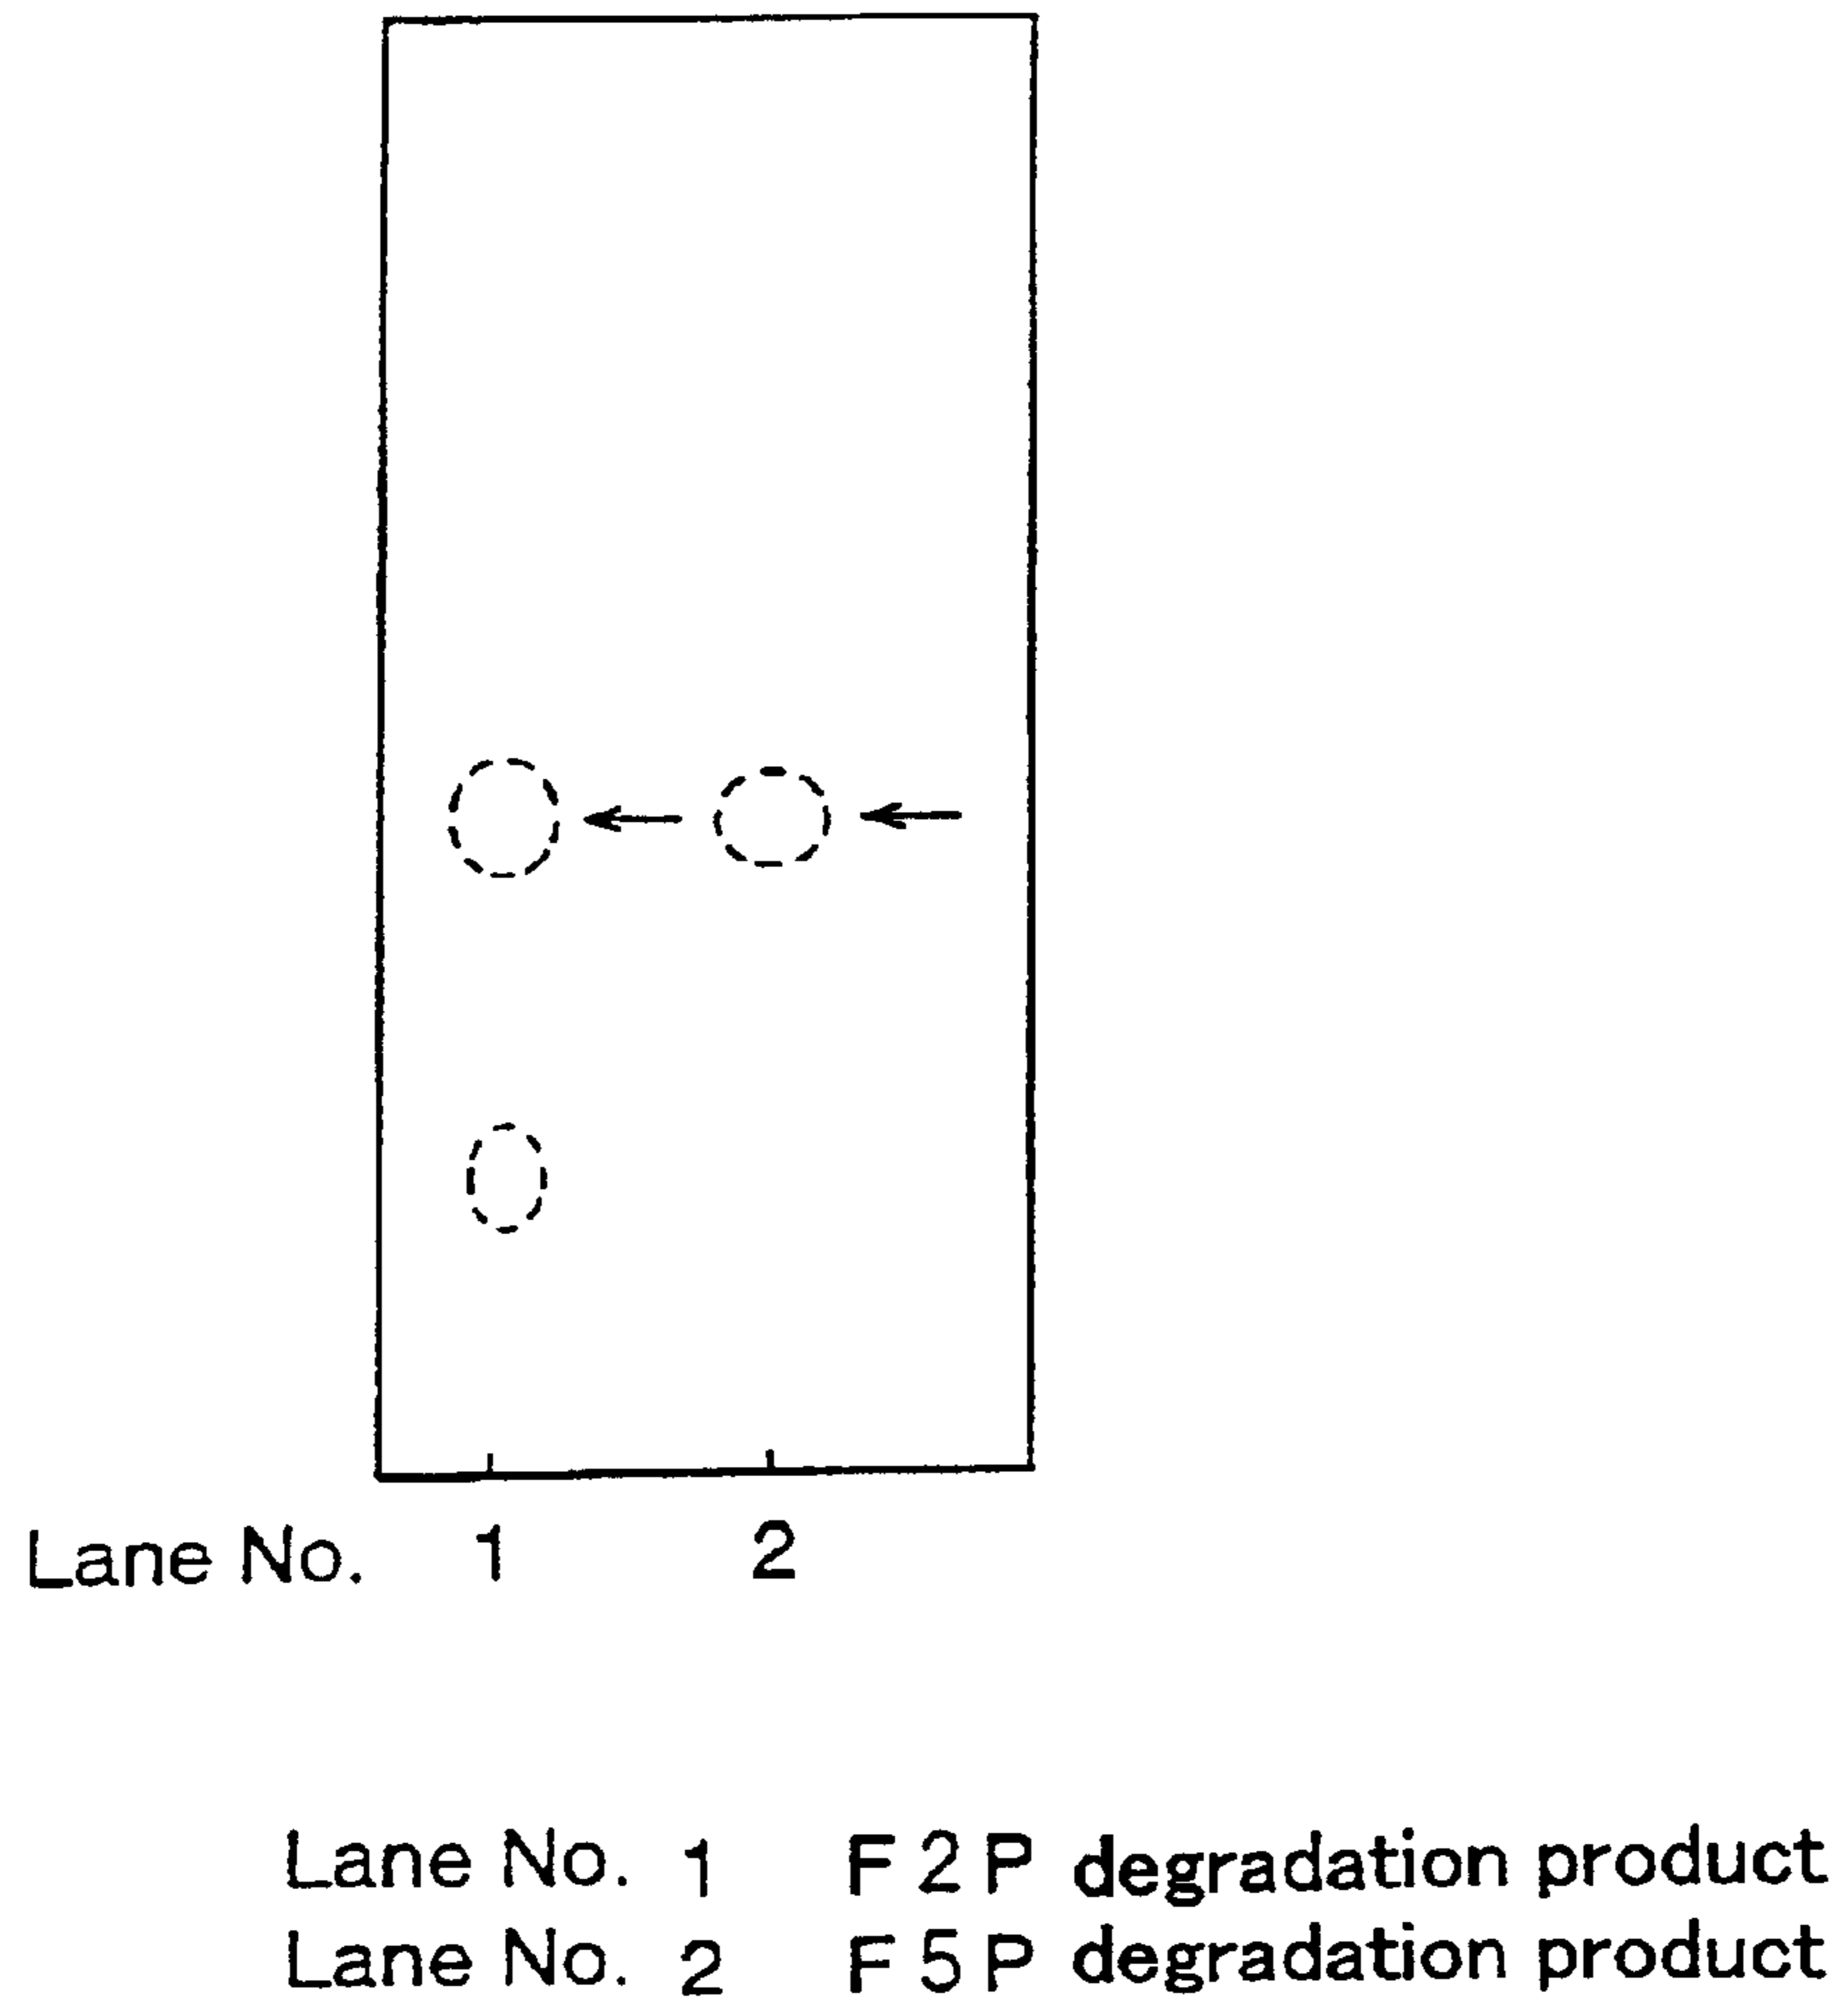 Lane No. 1 2
Lane No. 1 F2P degradation product
Lane No. 2 F5P degradation product